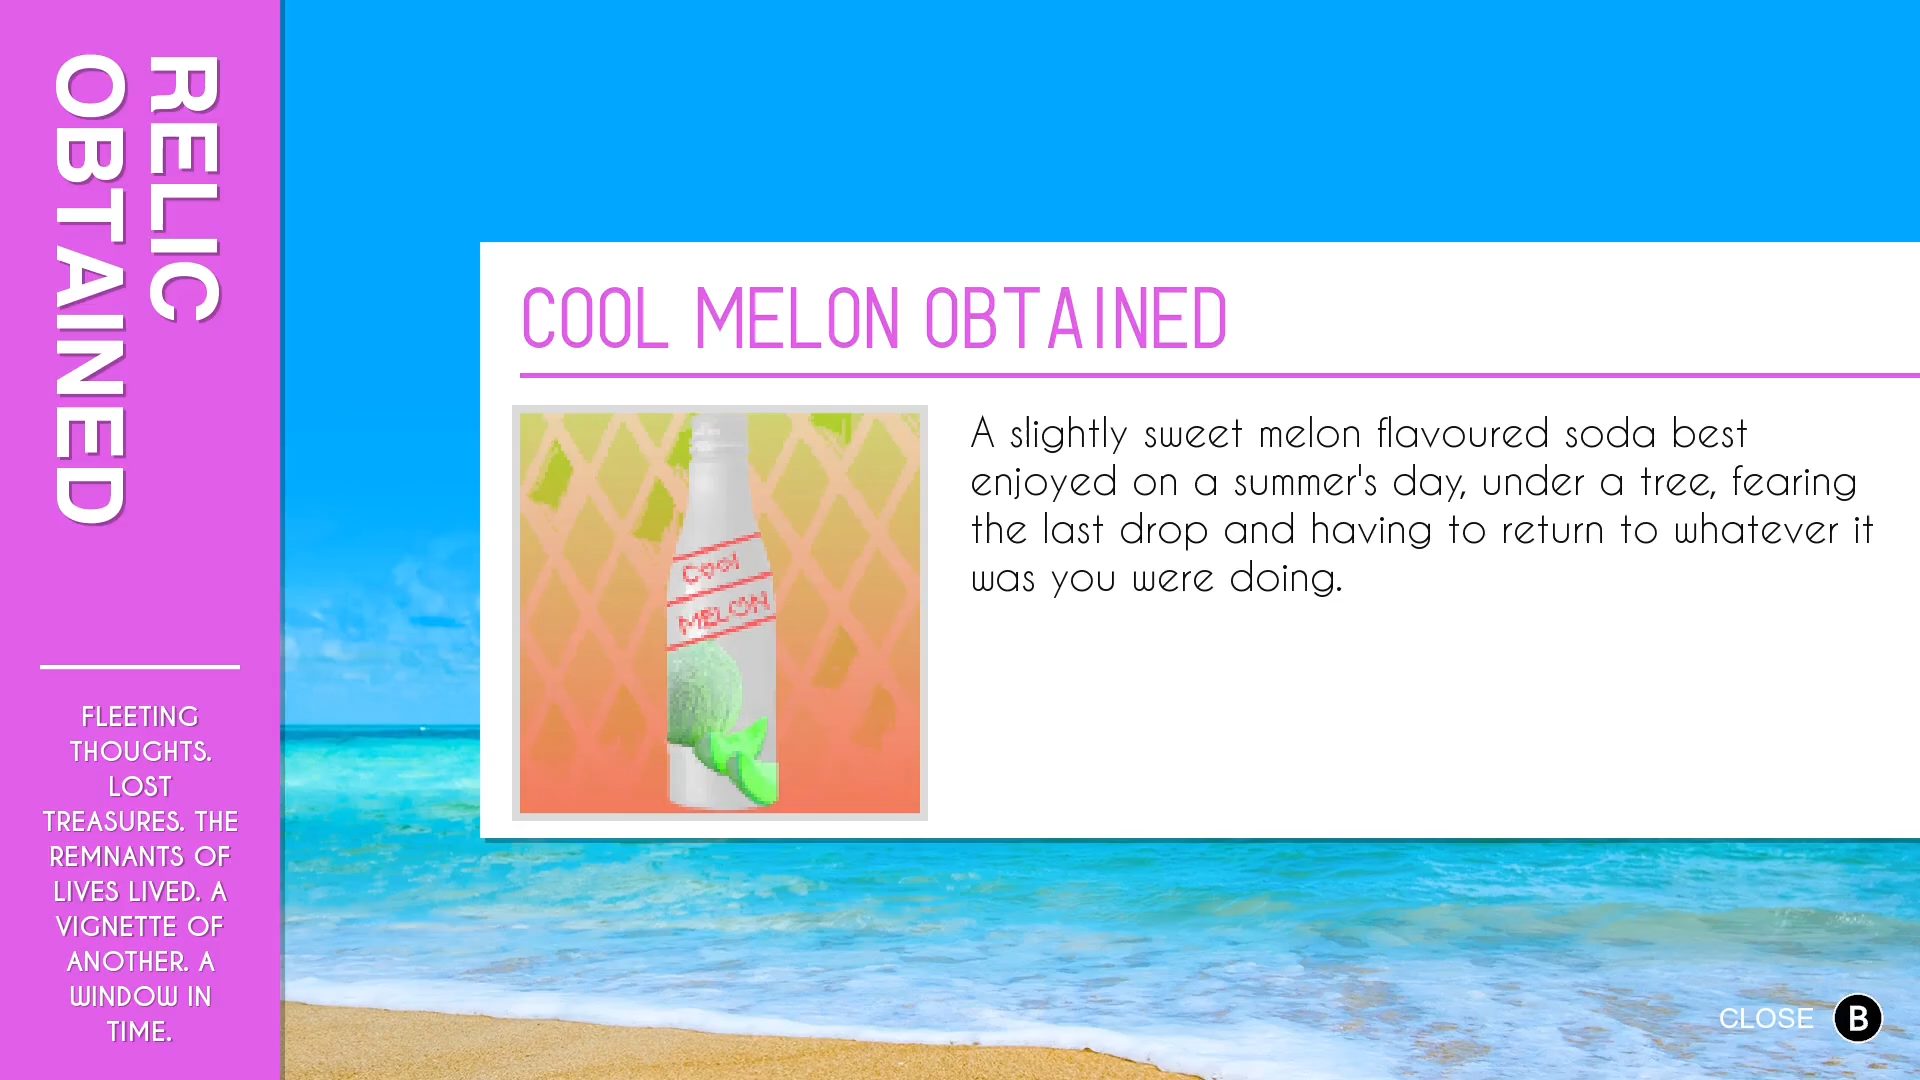 RELIC
OBTAINED
FLEETING
THOUGHTS.
LOST
TREASURES. THE
REMNANTS OF
LIVES LIVED. A
VIGNETTE OF
ANOTHER. A
WINDOW IN
TIME.
COOL MELON OBTAINED
Cool
MELON
A slightly sweet melon flavoured soda best
enjoyed on a summer's day, under a tree, fearing
the last drop and having to return to whatever it
was you were doing.
CLOSE B